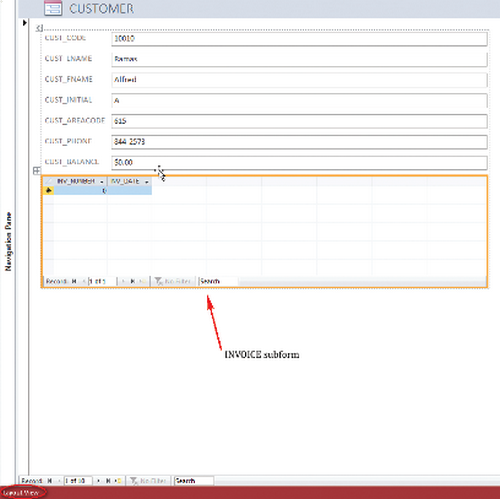 CUSTOMER
CUST_CODE 10010
CUST_LNAME Ramas
CUST_FNAME Alfred
CUST_INITIAL A
CUST_AREACODE 615
CUST_PHONE 844-2573
CUST_BALANCE $0.00
INV_NUMBER INV_DATE
0
Record: 1 of 1 No Filter Search
Navigation Pane
INVOICE subform
Record: 1 of 10 No Filter Search
Layout View